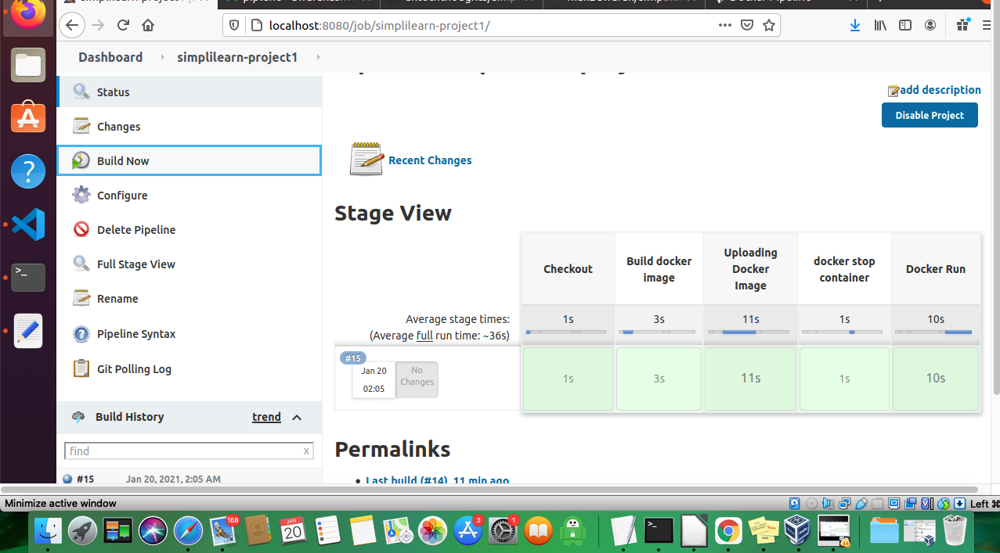 localhost:8080/job/simplilearn-project1/
Dashboard
simplilearn-project1
Status
Changes
Build Now
Configure
Delete Pipeline
Full Stage View
Rename
Pipeline Syntax
Git Polling Log
Build History
trend
find
x
#15
Jan 20, 2021, 2:05 AM
add description
Disable Project
Recent Changes
Stage View
Checkout
Build docker
image
Uploading
Docker
Image
docker stop
container
Docker Run
Average stage times:
(Average full run time: ~36s)
1s
3s
11s
1s
10s
#15
Jan 20
02:05
No
Changes
1s
3s
11s
1s
10s
Permalinks
Last build (#14), 11 min ago
Minimize active window
Left ⌘
168
JAN
20
3
1